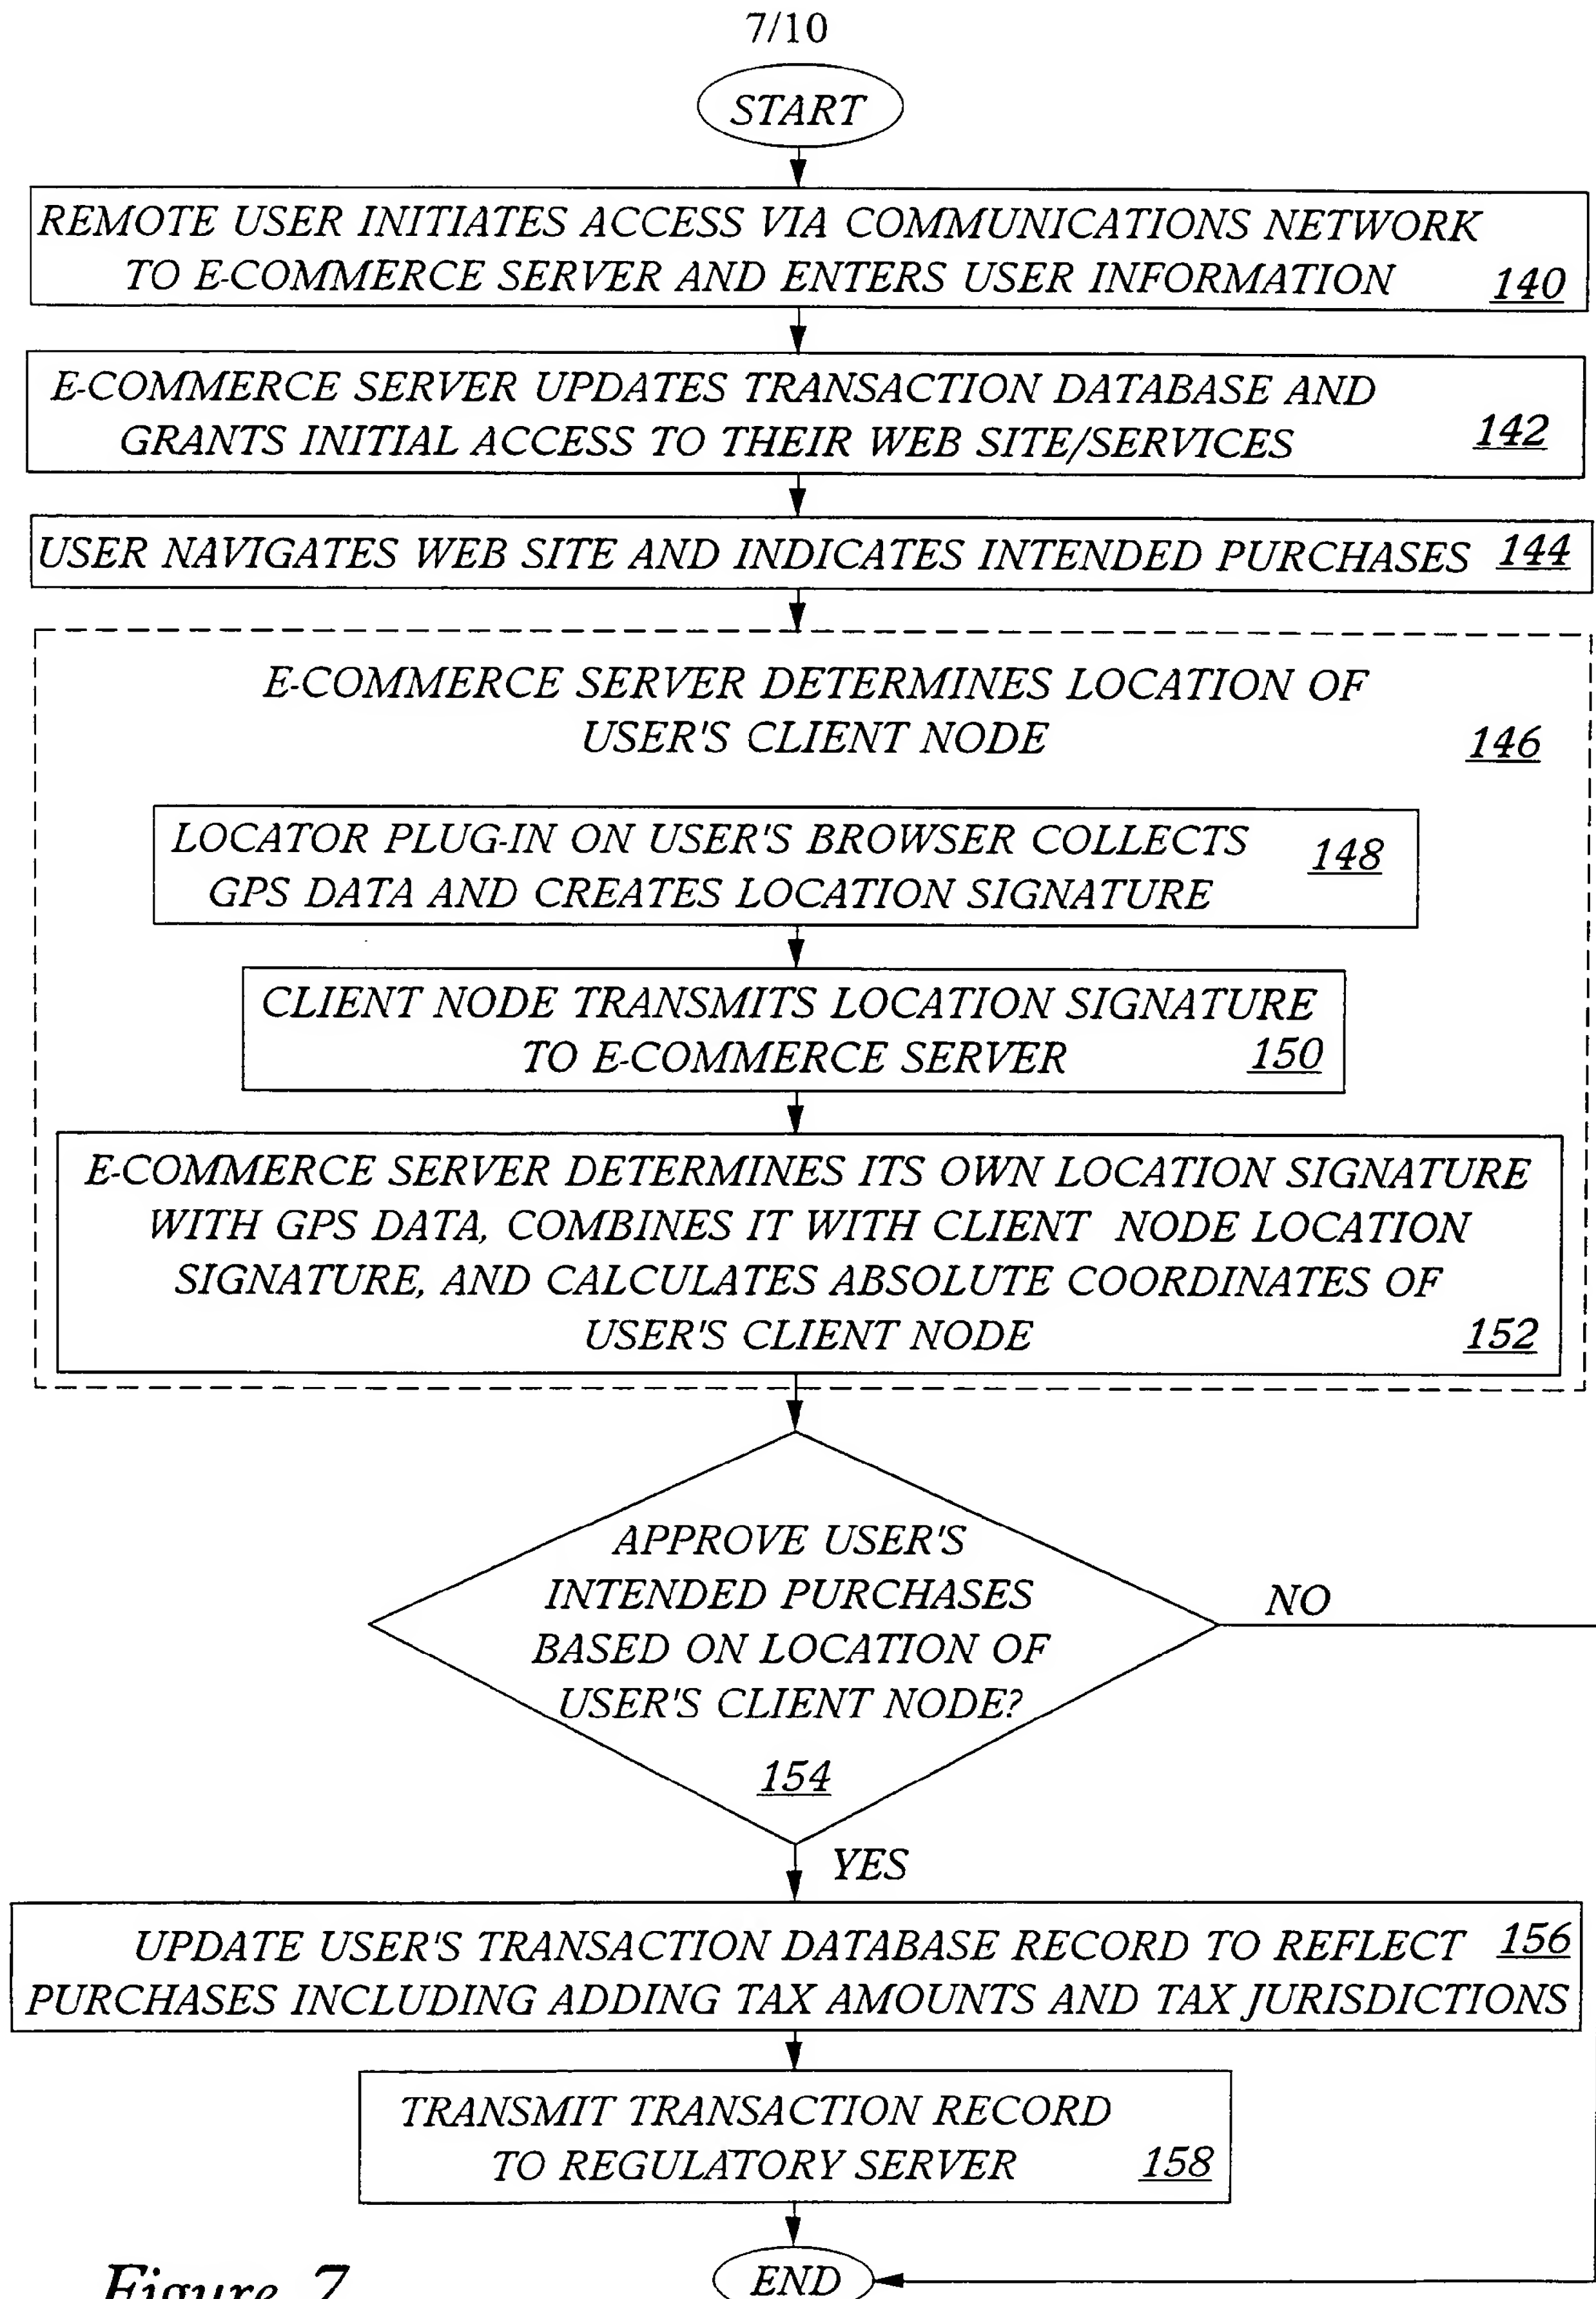 7/10
START
REMOTE USER INITIATES ACCESS VIA COMMUNICATIONS NETWORK
TO E-COMMERCE SERVER AND ENTERS USER INFORMATION 140
E-COMMERCE SERVER UPDATES TRANSACTION DATABASE AND
GRANTS INITIAL ACCESS TO THEIR WEB SITE/SERVICES 142
USER NAVIGATES WEB SITE AND INDICATES INTENDED PURCHASES 144
E-COMMERCE SERVER DETERMINES LOCATION OF
USER'S CLIENT NODE 146
LOCATOR PLUG-IN ON USER'S BROWSER COLLECTS 148
GPS DATA AND CREATES LOCATION SIGNATURE
CLIENT NODE TRANSMITS LOCATION SIGNATURE
TO E-COMMERCE SERVER 150
E-COMMERCE SERVER DETERMINES ITS OWN LOCATION SIGNATURE
WITH GPS DATA, COMBINES IT WITH CLIENT NODE LOCATION
SIGNATURE, AND CALCULATES ABSOLUTE COORDINATES OF
USER'S CLIENT NODE 152
APPROVE USER'S
INTENDED PURCHASES
BASED ON LOCATION OF
USER'S CLIENT NODE?
154
NO
YES
UPDATE USER'S TRANSACTION DATABASE RECORD TO REFLECT 156
PURCHASES INCLUDING ADDING TAX AMOUNTS AND TAX JURISDICTIONS
TRANSMIT TRANSACTION RECORD
TO REGULATORY SERVER 158
END
Figure 7